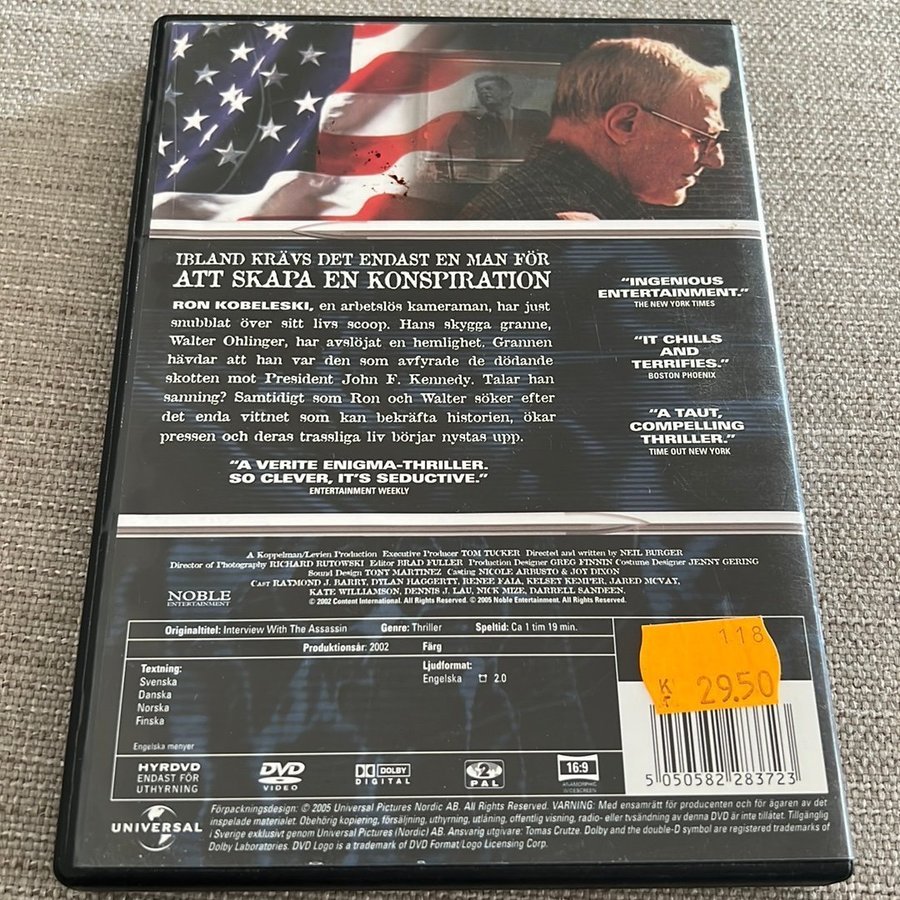 IBLAND KRÄVS DET ENDAST EN MAN FÖR
ATT SKAPA EN KONSPIRATION
RON KOBELESKI, en arbetslös kameraman, har just
snubblat över sitt livs scoop. Hans skygga granne,
Walter Ohlinger, har avslöjat en hemlighet. Grannen
hävdar att han var den som avfyrade de dödande
skotten mot President John F. Kennedy. Talar han
sanning? Samtidigt som Ron och Walter söker efter
det enda vittnet som kan bekräfta historien, ökar
pressen och deras trassliga liv börjar nystas upp.
"A VERITE ENIGMA-THRILLER.
SO CLEVER, IT'S SEDUCTIVE."
ENTERTAINMENT WEEKLY
"INGENIOUS
ENTERTAINMENT."
THE NEW YORK TIMES
"IT CHILLS
AND
TERRIFIES."
BOSTON PHOENIX
"A TAUT,
COMPELLING
THRILLER."
TIME OUT NEW YORK
A Koppelman/Levien Production Executive Producer TOM TUCKER Directed and written by NEIL BURGER
Director of Photography RICHARD RUTOWSKI Editor BRAD FULLER Production Designer GREG FINNIN Costume Designer JENNY GERING
Sound Design TONY MARTINEZ Casting NICOLE ARRUSTO & JOY DIXON
Cast RAYMOND J. BARRY, DYLAN HAGGERTY, RENEE FAIA, KELSEY KEMPER, JARED MCVAY,
KATE WILLIAMSON, DENNIS J. LAU, NICK MIZE, DARRELL SANDEEN.
© 2002 Content International. All Rights Reserved. © 2005 Noble Entertainment. All Rights Reserved.
NOBLE
ENTERTAINMENT
Originaltitel: Interview With The Assassin Genre: Thriller Speltid: Ca 1 tim 19 min.
Produktionsår: 2002 Färg
Textning:
Svenska
Danska
Norska
Finska
Ljudformat:
Engelska 2.0
Engelska menyer
118
29.50
HYRDVD
ENDAST FÖR
UTHYRNING
DVD
VIDEO
DOLBY
DIGITAL
2
PAL
16:9
ANAMORPHIC
WIDESCREEN
5 050582 283723
UNIVERSAL
Förpackningsdesign: © 2005 Universal Pictures Nordic AB. All Rights Reserved. VARNING: Med ensamrätt för producenten och för ägaren av det
inspelade materialet. Obehörig kopiering, försäljning, uthyrning, utlåning, offentlig visning, radio- eller tvsändning av denna DVD är inte tillåtet. Tillgänglig
i Sverige exklusivt genom Universal Pictures (Nordic) AB. Ansvarig utgivare: Tomas Crutze. Dolby and the double-D symbol are registered trademarks of
Dolby Laboratories. DVD Logo is a trademark of DVD Format/Logo Licensing Corp.